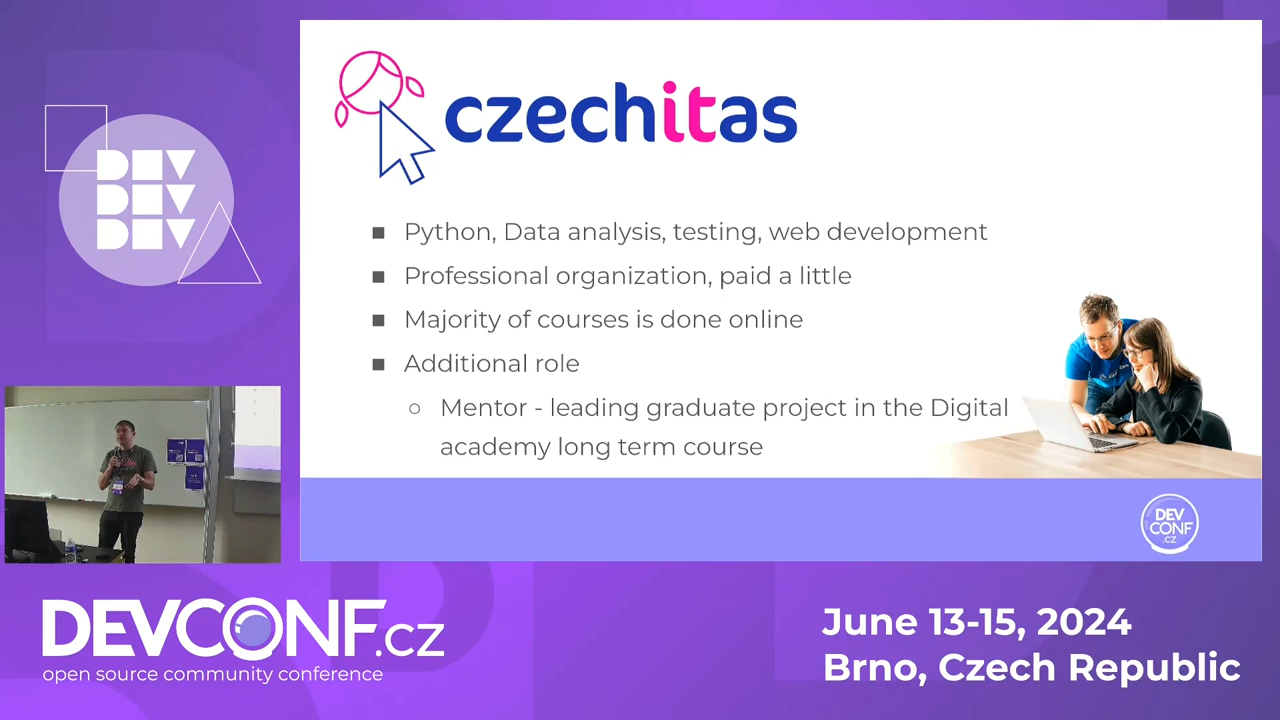 DEV
DEV
DEV
czechitas
Python, Data analysis, testing, web development
Professional organization, paid a little
Majority of courses is done online
Additional role
Mentor - leading graduate project in the Digital
academy long term course
DEV
CONF
.CZ
DEVCONF.cz
open source community conference
June 13-15, 2024
Brno, Czech Republic